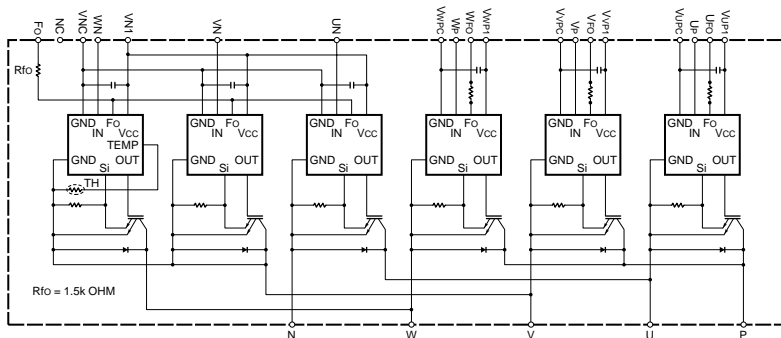 FO NC VNC WN VN1 VN UN VWPC WP WFO VWP1 VVPC VP VFO VVP1 VUPC UP UFO VUP1
RfO
GND FO GND FO GND FO GND FO GND FO GND FO
IN VCC IN VCC IN VCC IN VCC IN VCC IN VCC
TEMP
GND OUT GND OUT GND OUT GND OUT GND OUT GND OUT
Si Si Si Si Si Si
TH
RfO = 1.5k OHM
N W V U P